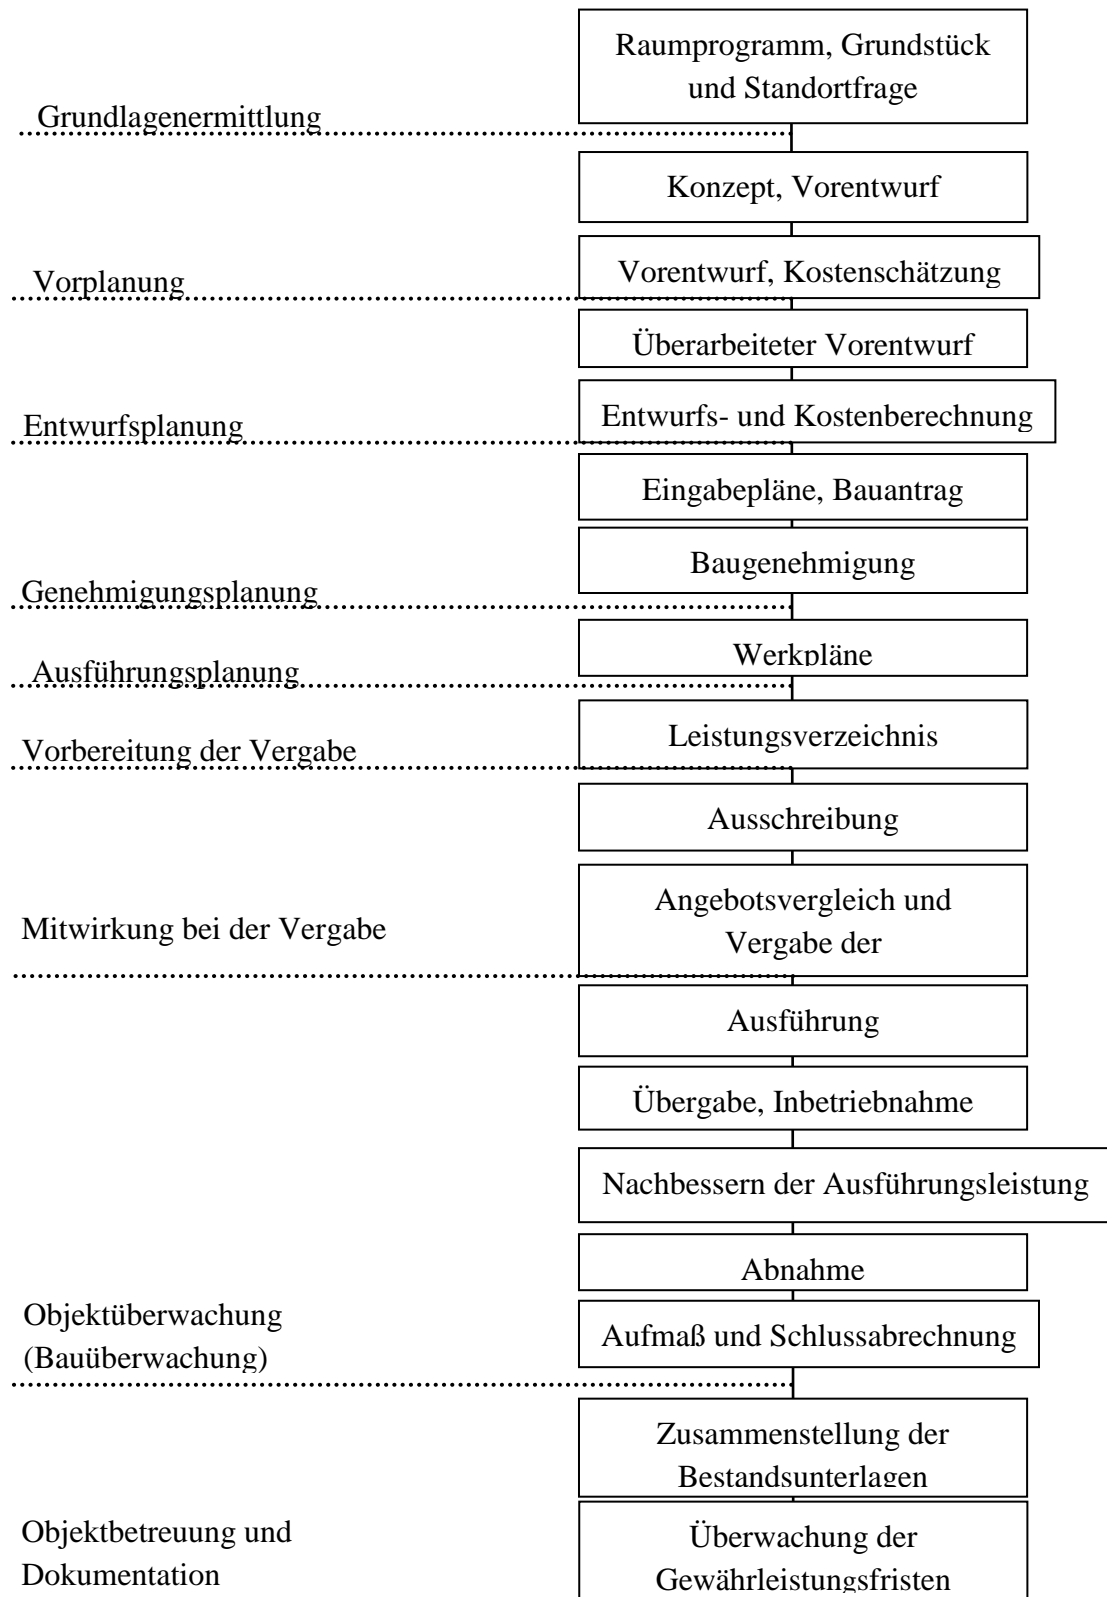 Raumprogramm, Grundstück
und Standortfrage
Grundlagenermittlung
Konzept, Vorentwurf
Vorplanung
Vorentwurf, Kostenschätzung
Überarbeiteter Vorentwurf
Entwurfsplanung
Entwurfs- und Kostenberechnung
Eingabepläne, Bauantrag
Baugenehmigung
Genehmigungsplanung
Werkpläne
Ausführungsplanung
Leistungsverzeichnis
Vorbereitung der Vergabe
Ausschreibung
Angebotsvergleich und
Vergabe der
Mitwirkung bei der Vergabe
Ausführung
Übergabe, Inbetriebnahme
Nachbessern der Ausführungsleistung
Abnahme
Objektüberwachung
(Bauüberwachung)
Aufmaß und Schlussabrechnung
Zusammenstellung der
Bestandsunterlagen
Objektbetreuung und
Dokumentation
Überwachung der
Gewährleistungsfristen